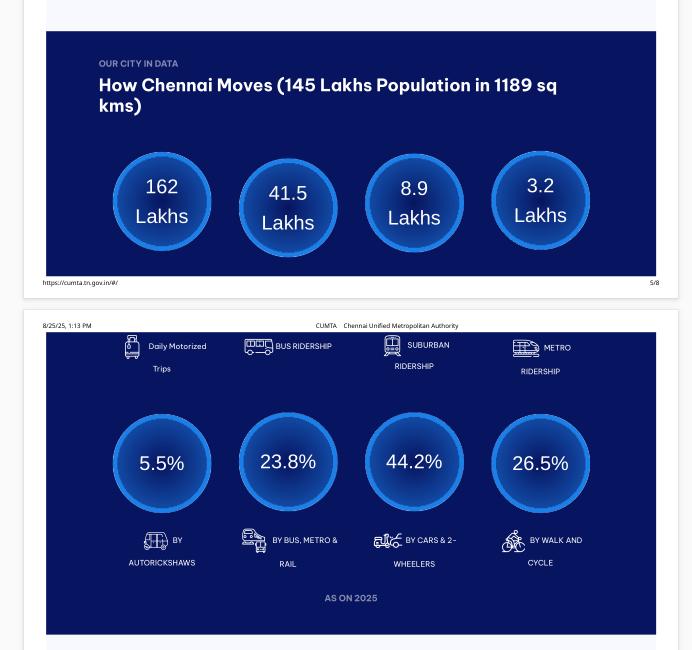 OUR CITY IN DATA
How Chennai Moves (145 Lakhs Population in 1189 sq
kms)
162
Lakhs
41.5
Lakhs
8.9
Lakhs
3.2
Lakhs
https://cumta.tn.gov.in/#/
5/8
8/25/25, 1:13 PM
CUMTA Chennai Unified Metropolitan Authority
Daily Motorized
Trips
BUS RIDERSHIP
SUBURBAN
RIDERSHIP
METRO
RIDERSHIP
5.5%
23.8%
44.2%
26.5%
BY
AUTORICKSHAWS
BY BUS, METRO &
RAIL
BY CARS & 2-
WHEELERS
BY WALK AND
CYCLE
AS ON 2025